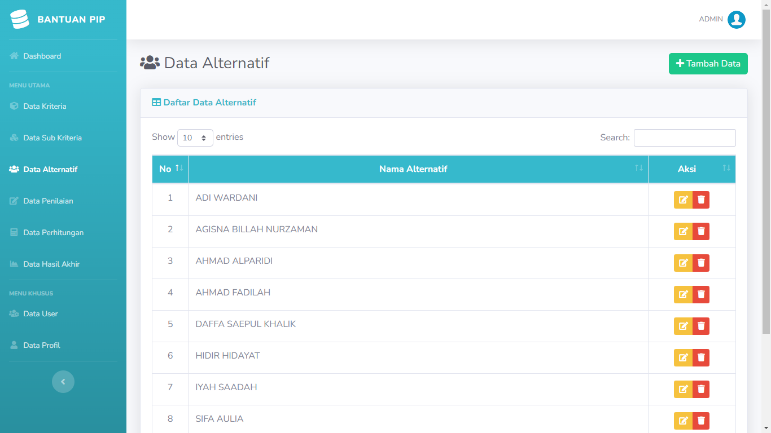 BANTUAN PIP
ADMIN
Dashboard
MENU UTAMA
Data Kriteria
Data Sub Kriteria
Data Alternatif
Data Penilaian
Data Perhitungan
Data Hasil Akhir
MENU KHUSUS
Data User
Data Profil
Data Alternatif
Tambah Data
Daftar Data Alternatif
Show 10 entries
Search:
No Nama Alternatif Aksi
1 ADI WARDANI
2 AGISNA BILLAH NURZAMAN
3 AHMAD ALPARIDI
4 AHMAD FADILAH
5 DAFFA SAEPUL KHALIK
6 HIDIR HIDAYAT
7 IYAH SAADAH
8 SIFA AULIA